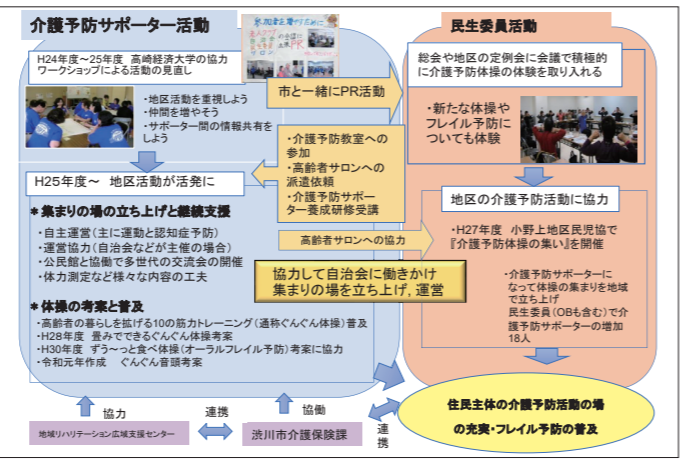 介護予防サポーター活動
H24年度～25年度 高崎経済大学の協力
ワークショップによる活動の見直し
・地区活動を重視しよう
・仲間を増やそう
・サポーター間の情報共有を
しよう
H25年度～ 地区活動が活発に
＊集まりの場の立ち上げと継続支援
・自主運営（主に運動と認知症予防）
・運営協力（自治会などが主催の場合）
・公民館と協働で多世代の交流会の開催
・体力測定など様々な内容の工夫
＊体操の考案と普及
・高齢者の暮らしを拡げる10の筋力トレーニング（通称ぐんぐん体操）普及
・H28年度 畳みでできるぐんぐん体操考案
・H30年度 ずう～っと食べ体操（オーラルフレイル予防）考案に協力
・令和元年作成 ぐんぐん音頭考案
参加者を増やすために
PR
市と一緒にPR活動
・介護予防教室への
参加
・高齢者サロンへの
派遣依頼
・介護予防サポー
ター養成研修受講
高齢者サロンへの協力
協力して自治会に働きかけ
集まりの場を立ち上げ，運営
民生委員活動
総会や地区の定例会に会議で積極的
に介護予防体操の体験を取り入れる
・新たな体操や
フレイル予防に
ついても体験
地区の介護予防活動に協力
・H27年度 小野上地区民児協で
『介護予防体操の集い』を開催
・介護予防サポーターに
なって体操の集まりを地域
で立ち上げ
民生委員（OBも含む）で介
護予防サポーターの増加
18人
住民主体の介護予防活動の場
の充実・フレイル予防の普及
協力
連携
協働
連携
地域リハリテーション広域支援センター
渋川市介護保険課